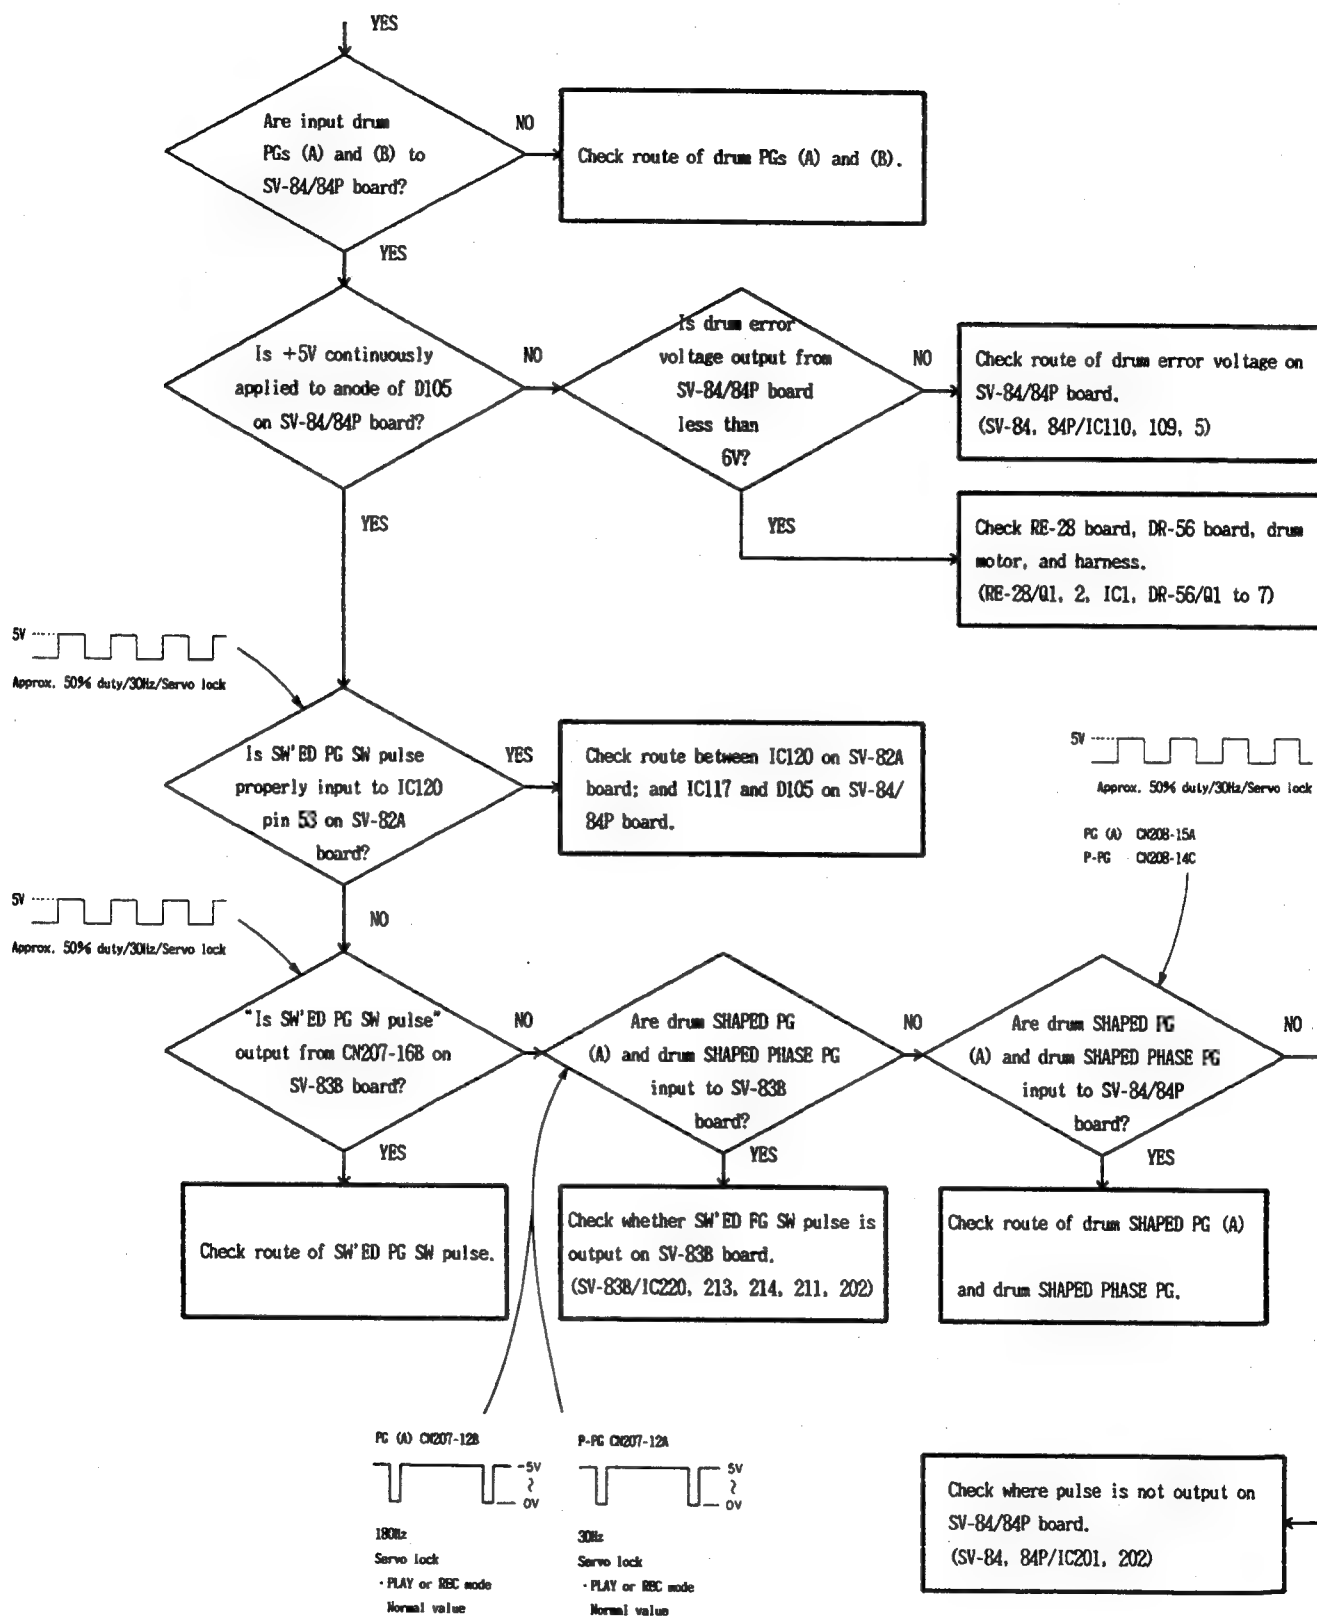 YES
Are input drum
PGs (A) and (B) to
SV-84/84P board?
NO
Check route of drum PGs (A) and (B).
YES
Is +5V continuously
applied to anode of D105
on SV-84/84P board?
NO
Is drum error
voltage output from
SV-84/84P board
less than
6V?
NO
Check route of drum error voltage on
SV-84/84P board.
(SV-84, 84P/IC110, 109, 5)
YES
YES
Check RE-28 board, DR-56 board, drum
motor, and harness.
(RE-28/Q1, 2, IC1, DR-56/Q1 to 7)
5V
Approx. 50% duty/30Hz/Servo lock
Is SW'ED PG SW pulse
properly input to IC120
pin 53 on SV-82A
board?
YES
Check route between IC120 on SV-82A
board; and IC117 and D105 on SV-84/
84P board.
5V
Approx. 50% duty/30Hz/Servo lock
PG (A) CN208-15A
P-PG CN208-14C
NO
5V
Approx. 50% duty/30Hz/Servo lock
"Is SW'ED PG SW pulse"
output from CN207-16B on
SV-83B board?
NO
Are drum SHAPED PG
(A) and drum SHAPED PHASE PG
input to SV-83B
board?
NO
Are drum SHAPED PG
(A) and drum SHAPED PHASE PG
input to SV-84/84P
board?
NO
YES
YES
YES
Check route of SW'ED PG SW pulse.
Check whether SW'ED PG SW pulse is
output on SV-83B board.
(SV-83B/IC220, 213, 214, 211, 202)
Check route of drum SHAPED PG (A)
and drum SHAPED PHASE PG.
PG (A) CN207-12B
-5V
0V
180Hz
Servo lock
・PLAY or REC mode
Normal value
P-PG CN207-12A
5V
0V
30Hz
Servo lock
・PLAY or REC mode
Normal value
Check where pulse is not output on
SV-84/84P board.
(SV-84, 84P/IC201, 202)